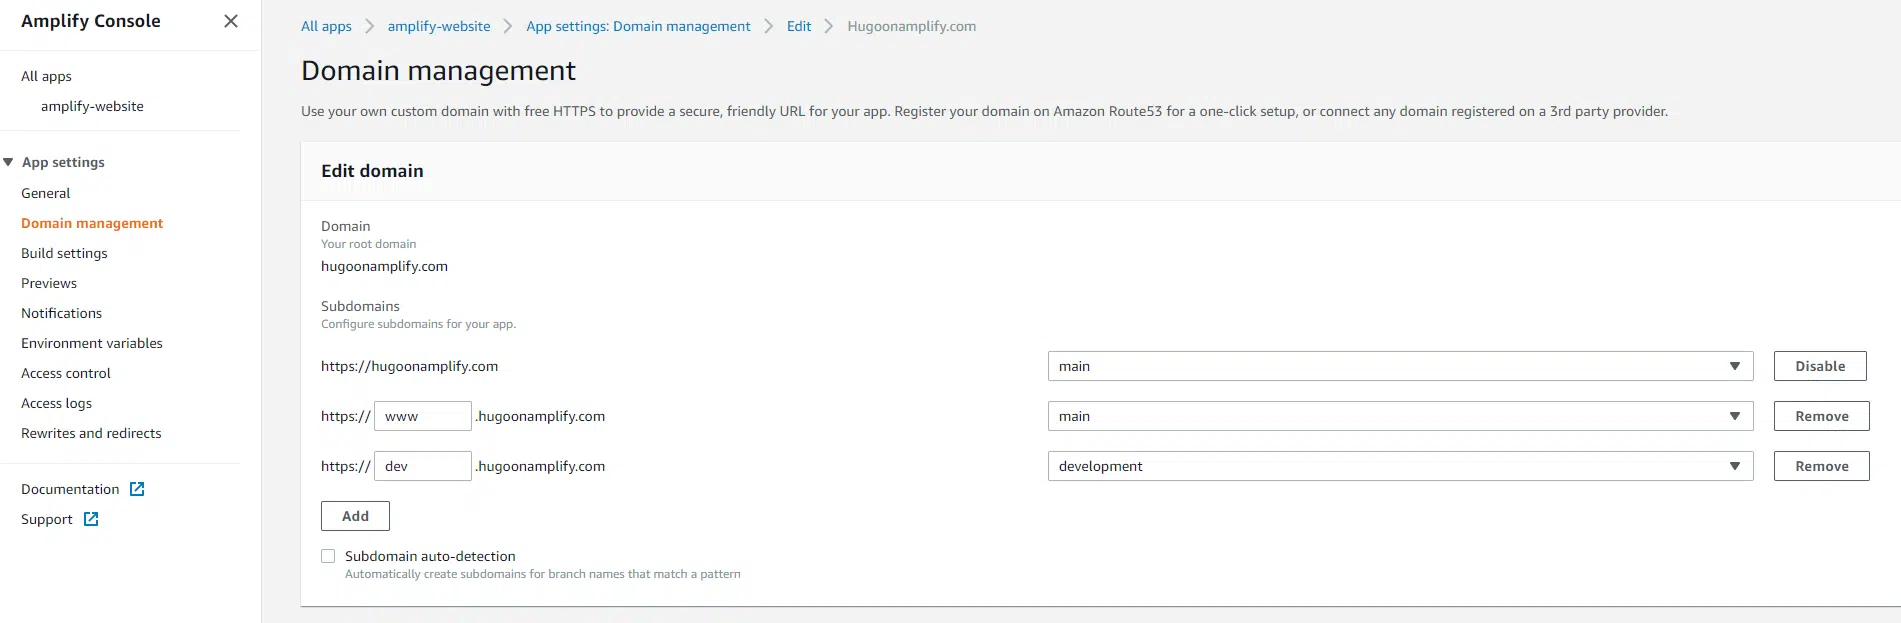 Amplify Console
All apps
amplify-website
App settings
General
Domain management
Build settings
Previews
Notifications
Environment variables
Access control
Access logs
Rewrites and redirects
Documentation
Support
All apps amplify-website App settings: Domain management Edit Hugoonamplify.com
Domain management
Use your own custom domain with free HTTPS to provide a secure, friendly URL for your app. Register your domain on Amazon Route53 for a one-click setup, or connect any domain registered on a 3rd party provider.
Edit domain
Domain
Your root domain
hugoonamplify.com
Subdomains
Configure subdomains for your app.
https://hugoonamplify.com main Disable
https:// www .hugoonamplify.com main Remove
https:// dev .hugoonamplify.com development Remove
Add
Subdomain auto-detection
Automatically create subdomains for branch names that match a pattern